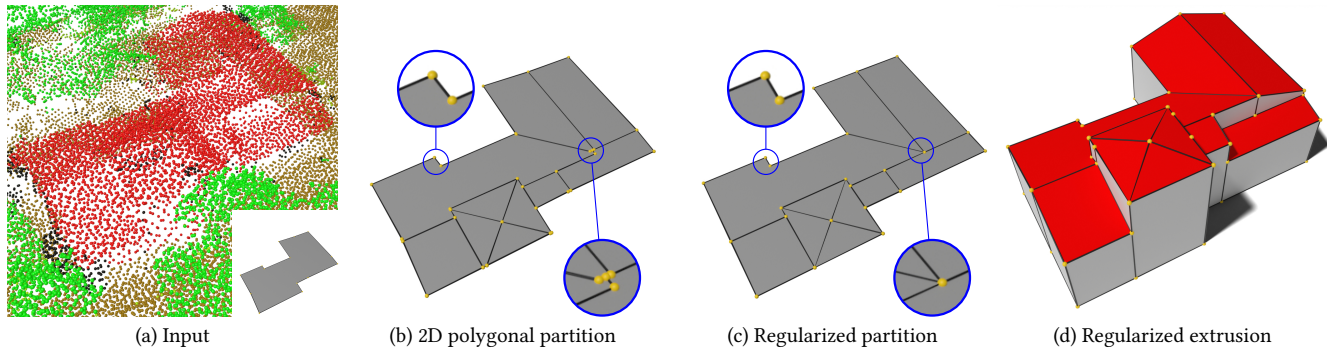 (a) Input
(b) 2D polygonal partition
(c) Regularized partition
(d) Regularized extrusion